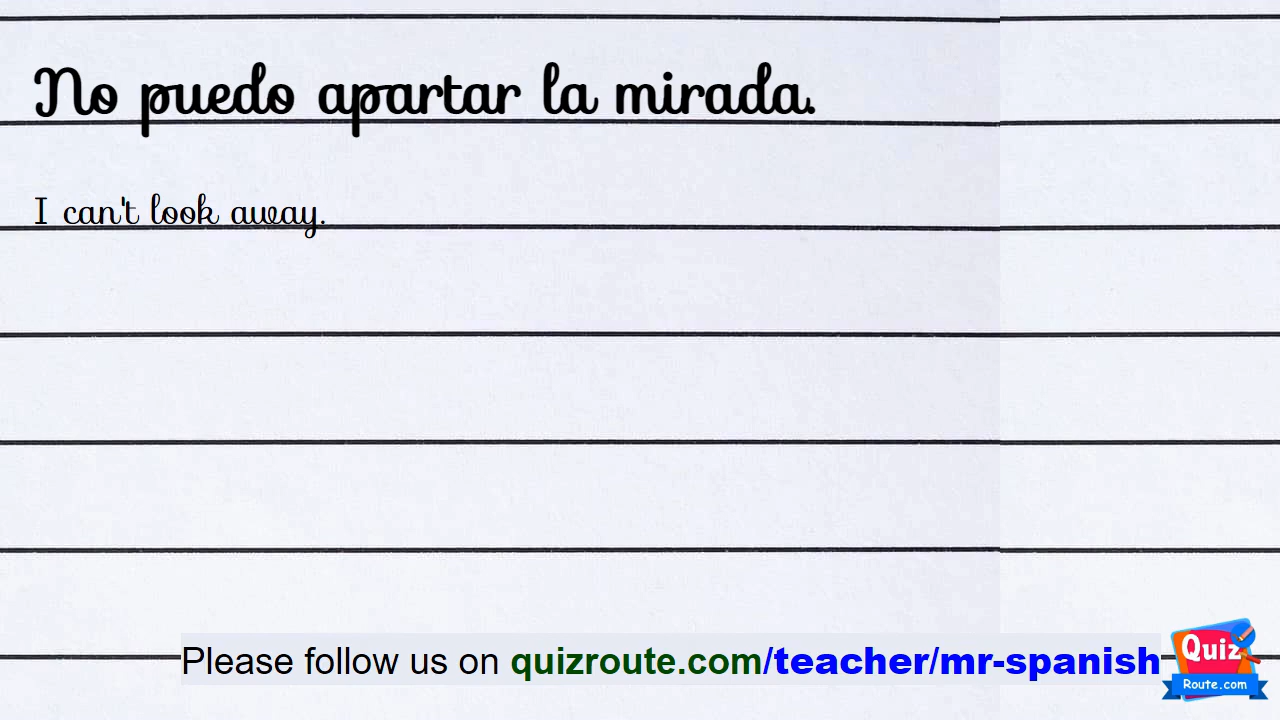 No puedo apartar la mirada.
I can't look away.
Please follow us on quizroute.com/teacher/mr-spanish
Quiz
Route.com